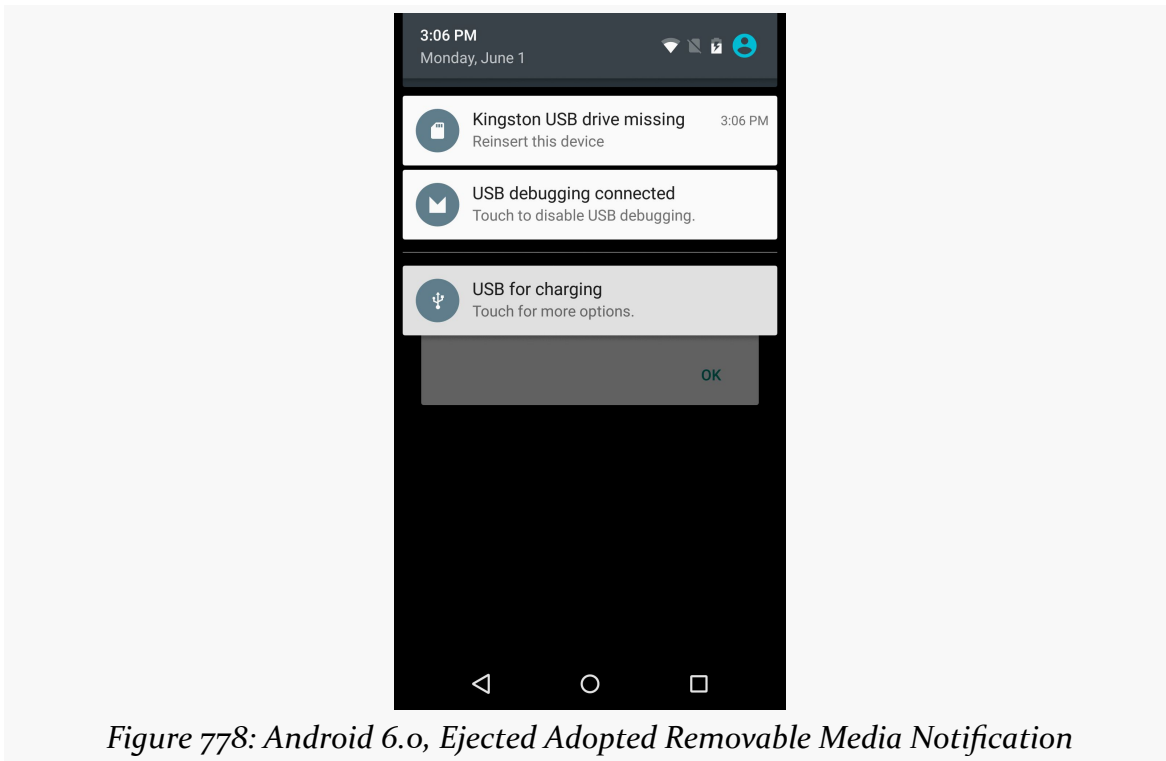 3:06 PM
Monday, June 1
Kingston USB drive missing 3:06 PM
Reinsert this device
USB debugging connected
Touch to disable USB debugging.
USB for charging
Touch for more options.
OK
Figure 778: Android 6.0, Ejected Adopted Removable Media Notification